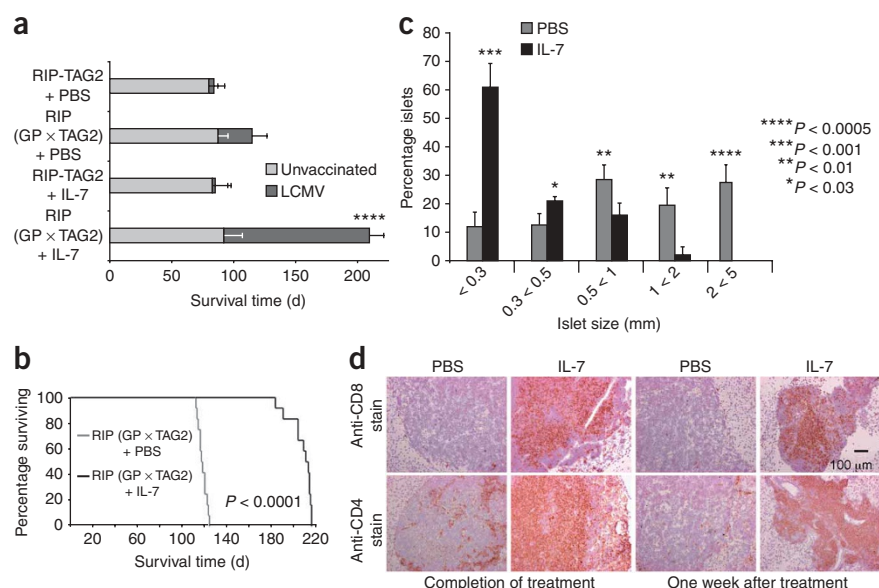 a
RIP-TAG2
+ PBS
RIP
(GP × TAG2)
+ PBS
RIP-TAG2
+ IL-7
RIP
(GP × TAG2)
+ IL-7
Unvaccinated
LCMV
****
0 50 100 150 200
Survival time (d)
b
Percentage surviving
100
80
60
40
20
0
RIP (GP × TAG2)
+ PBS
RIP (GP × TAG2)
+ IL-7
P < 0.0001
20 60 100 140 180 220
Survival time (d)
c
Percentage islets
80
70
60
50
40
30
20
10
0
PBS
IL-7
***
*
**
**
****
****P < 0.0005
***P < 0.001
**P < 0.01
*P < 0.03
< 0.3
0.3 < 0.5
0.5 < 1
1 < 2
2 < 5
Islet size (mm)
d
PBS IL-7 PBS IL-7
Anti-CD8
stain
100 μm
Anti-CD4
stain
Completion of treatment One week after treatment